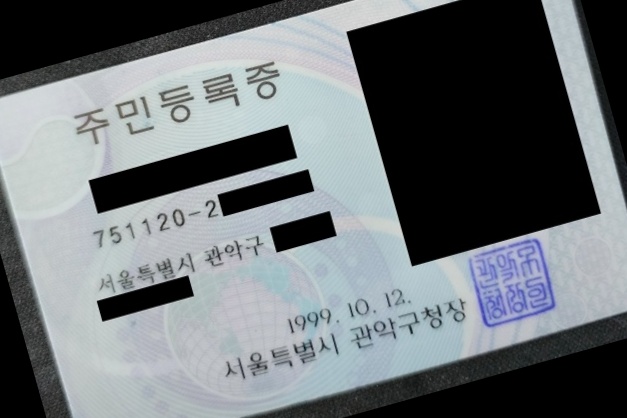 주민등록증
751120-2
서울특별시 관악구
1999. 10. 12.
서울특별시 관악구청장